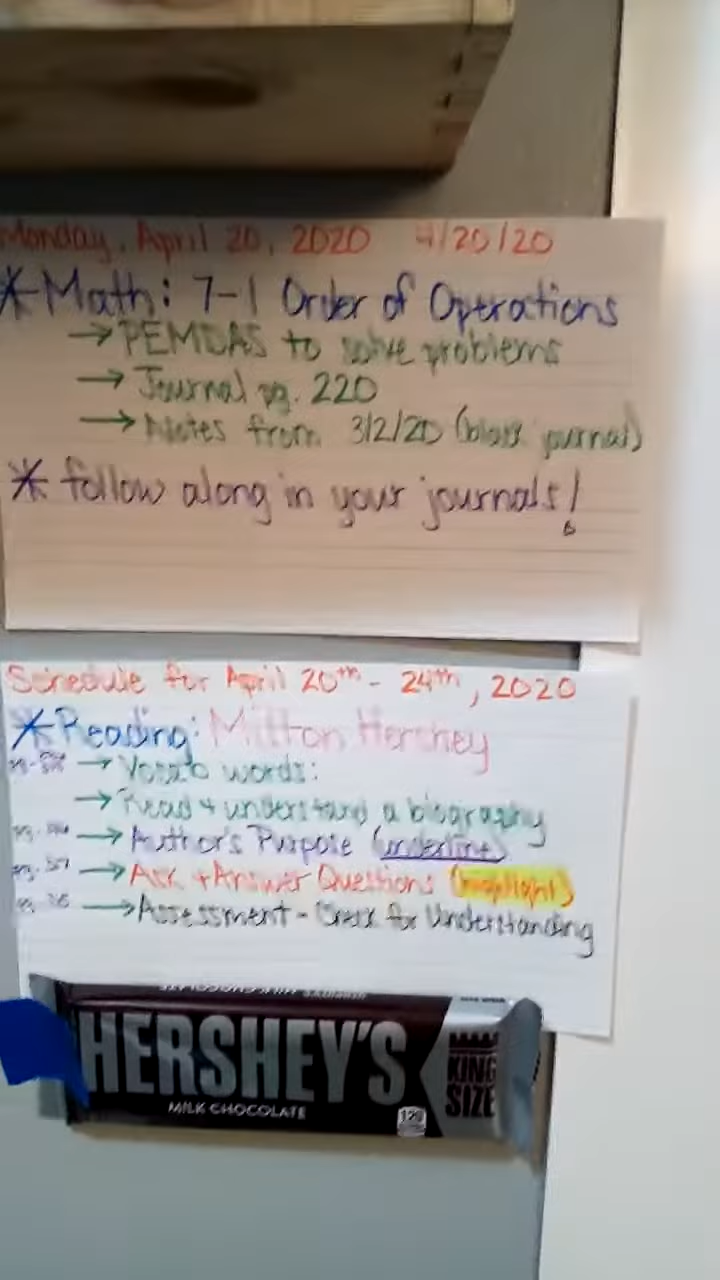 Monday, April 20, 2020 4/20/20
* Math: 7-1 Order of Operations
→ PEMDAS to solve problems
→ Journal pg. 220
→ Notes from 3/2/20 (black journal)
* follow along in your journals!
Schedule for April 20th - 24th, 2020
* Reading: Milton Hershey
→ Vocab words:
→ Read + understand a biography
→ Author's Purpose (underline)
→ Ask + Answer Questions (highlight)
→ Assessment - Check for Understanding
HERSHEY'S
MILK CHOCOLATE
KING
SIZE
120